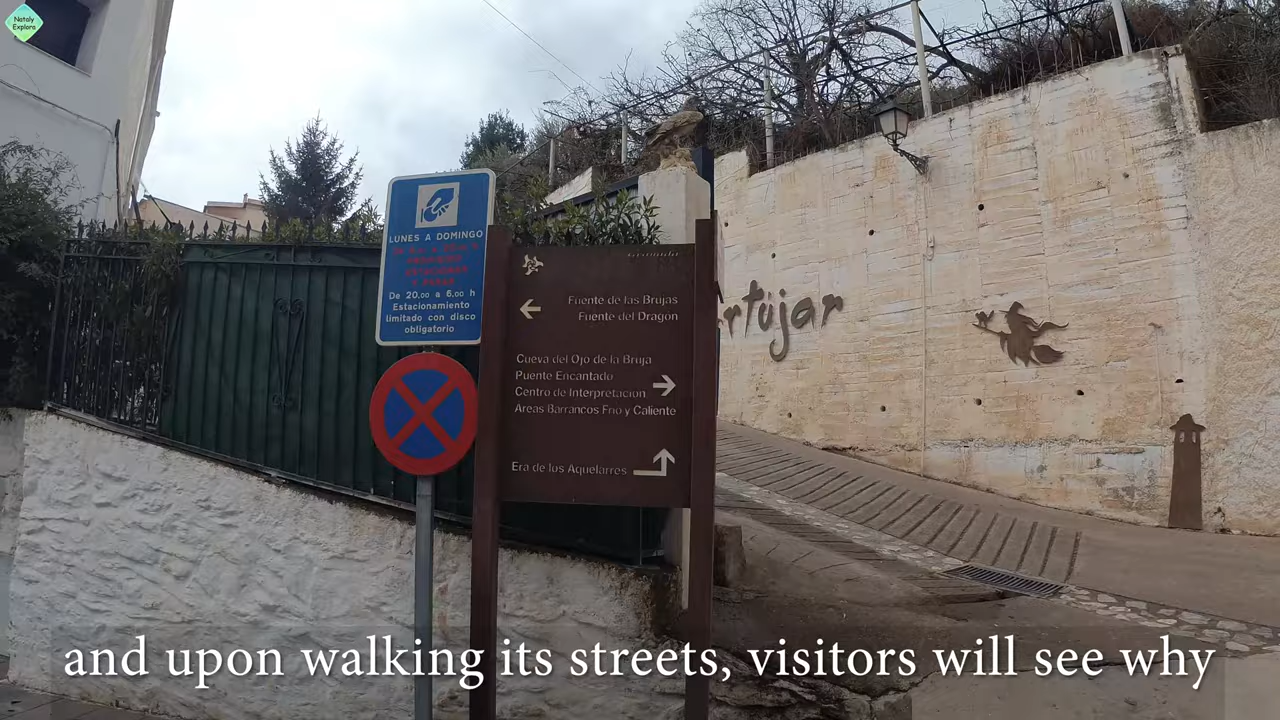 Nataly
Explore
LUNES A DOMINGO
De 20,00 a 6,00 h
Estacionamiento
limitado con disco
obligatorio
Fuente de las Brujas
Fuente del Dragon
Cueva del Ojo de la Bruja
Puente Encantado
Centro de Interpretacion
Areas Barrancos Frio y Caliente
Era de los Aquelarres
rtujar
and upon walking its streets, visitors will see why